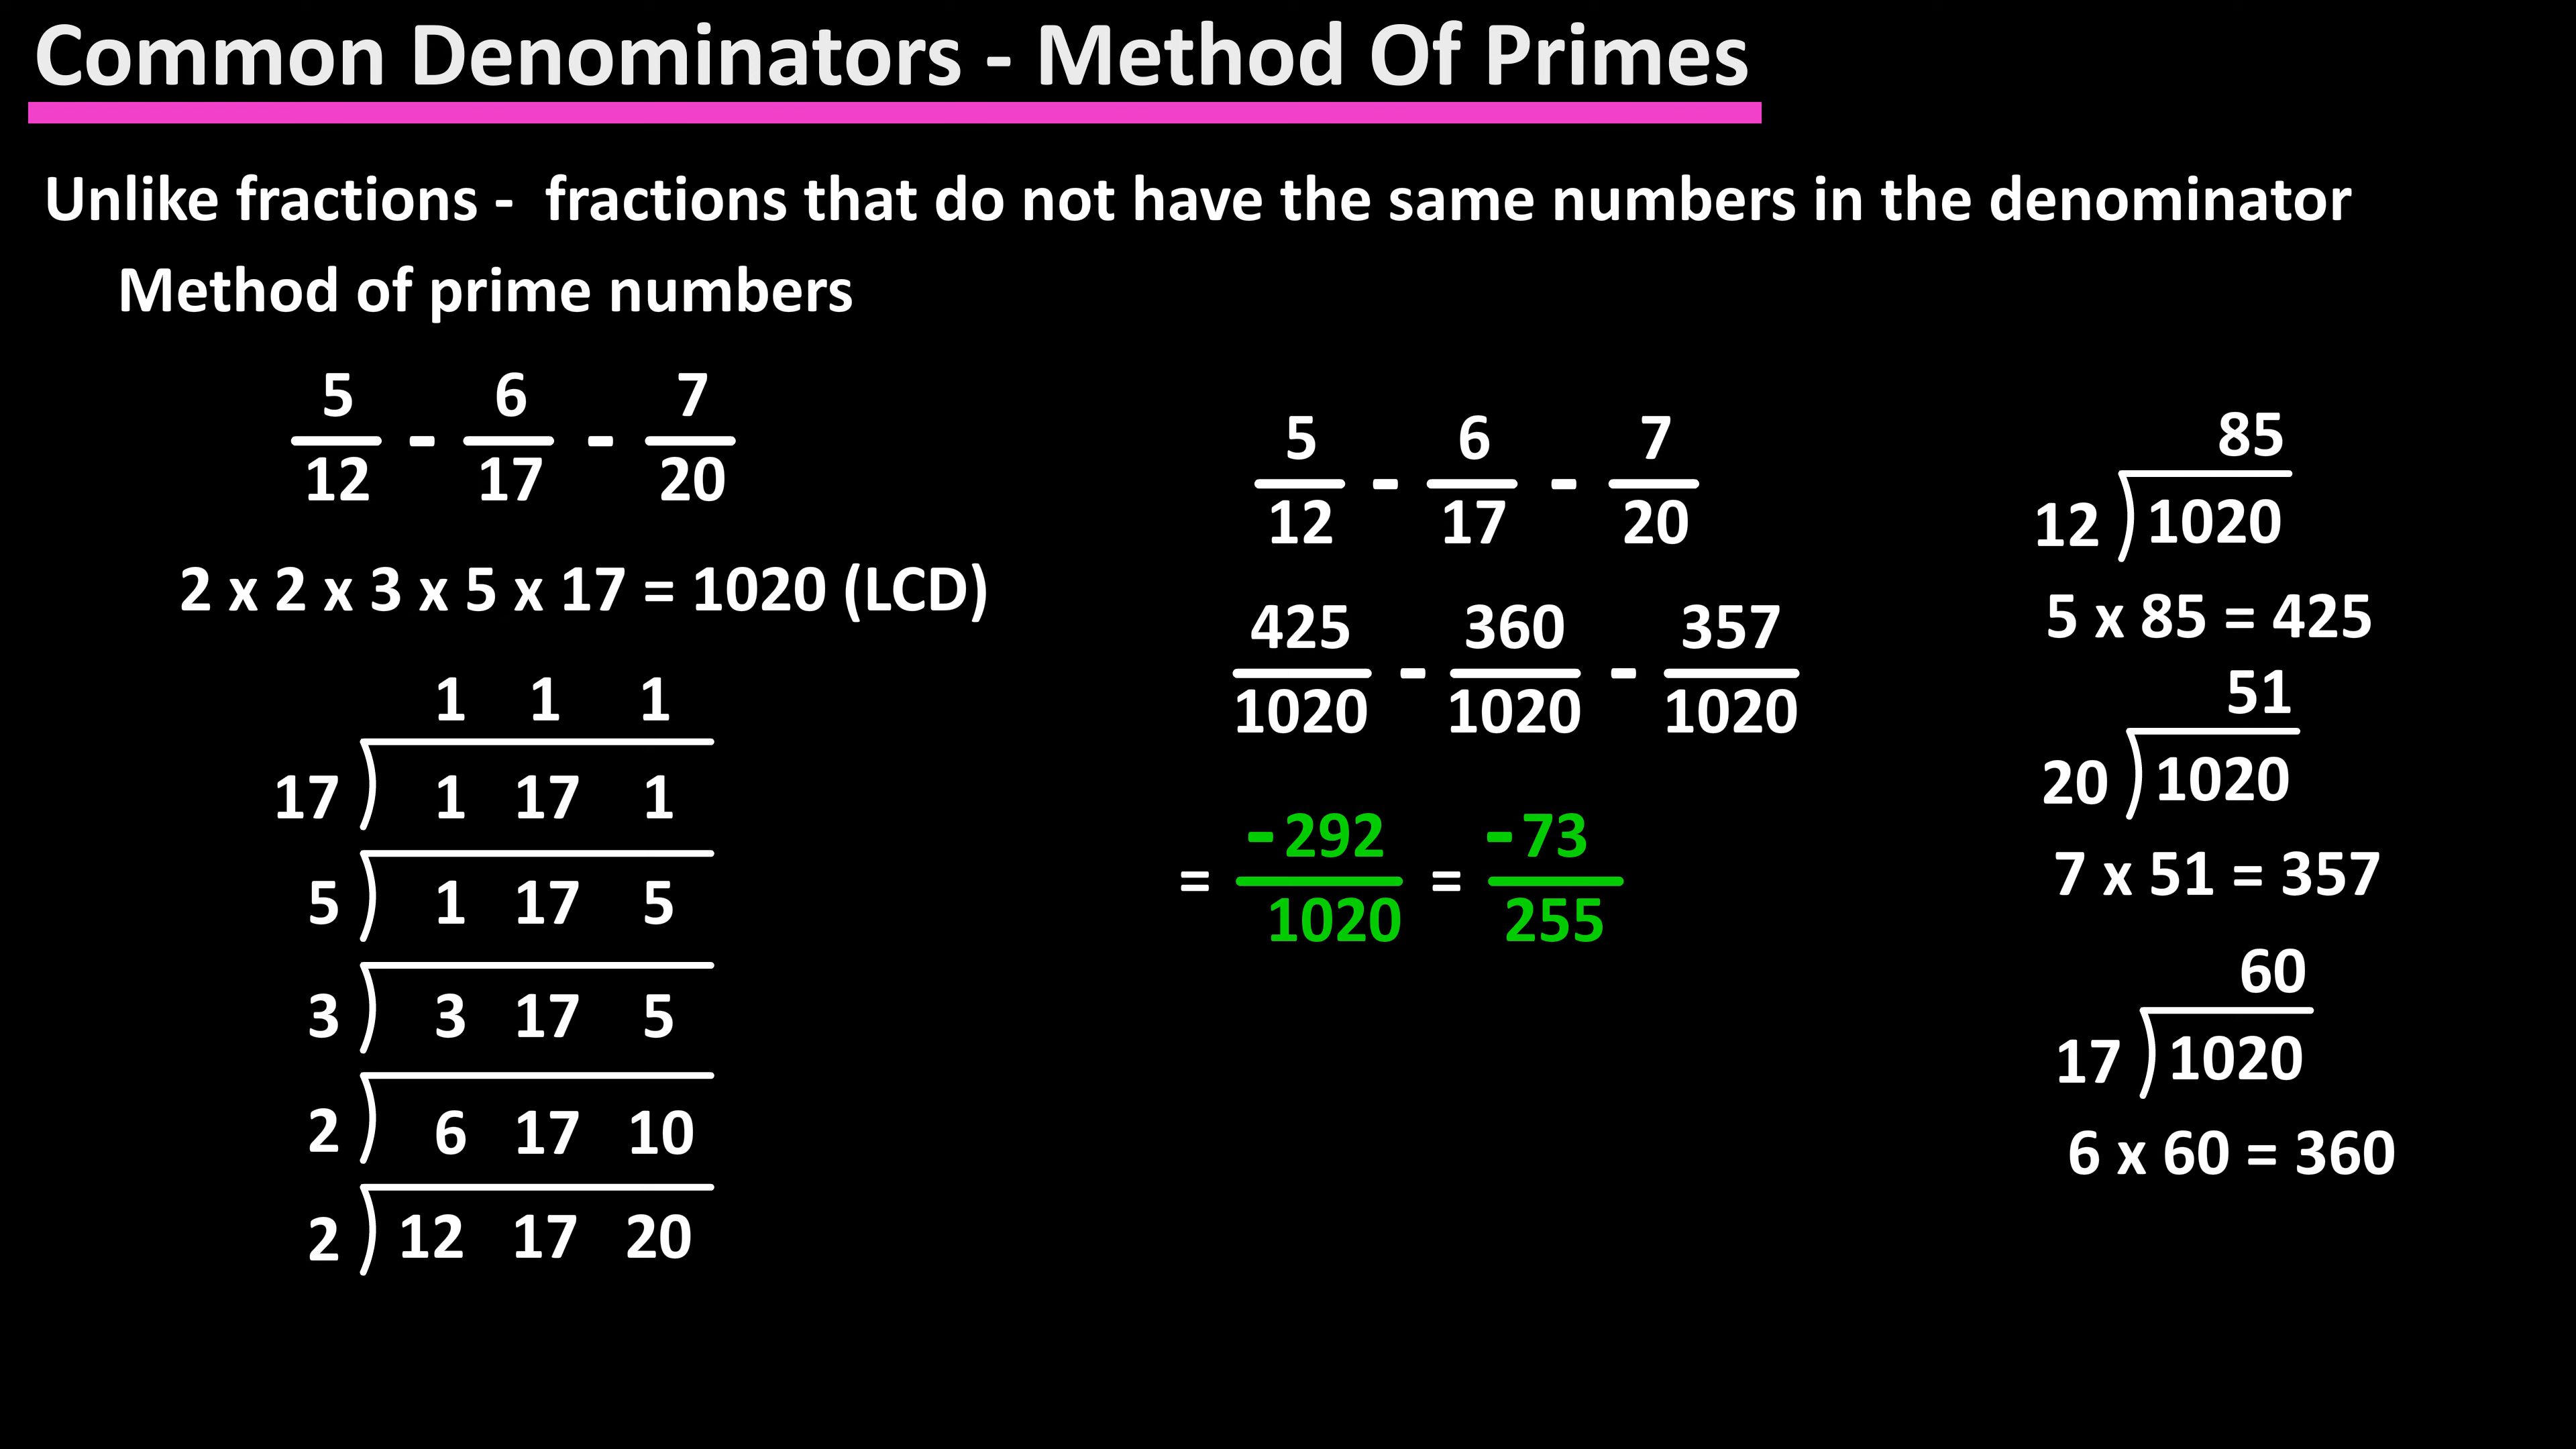 Common Denominators - Method Of Primes
Unlike fractions - fractions that do not have the same numbers in the denominator
Method of prime numbers
5 6 7
- -
12 17 20
2 x 2 x 3 x 5 x 17 = 1020 (LCD)
1 1 1
17 1 17 1
5 1 17 5
3 3 17 5
2 6 17 10
2 12 17 20
5 6 7
- -
12 17 20
425 360 357
- -
1020 1020 1020
-292 -73
= =
1020 255
85
12 1020
5 x 85 = 425
51
20 1020
7 x 51 = 357
60
17 1020
6 x 60 = 360